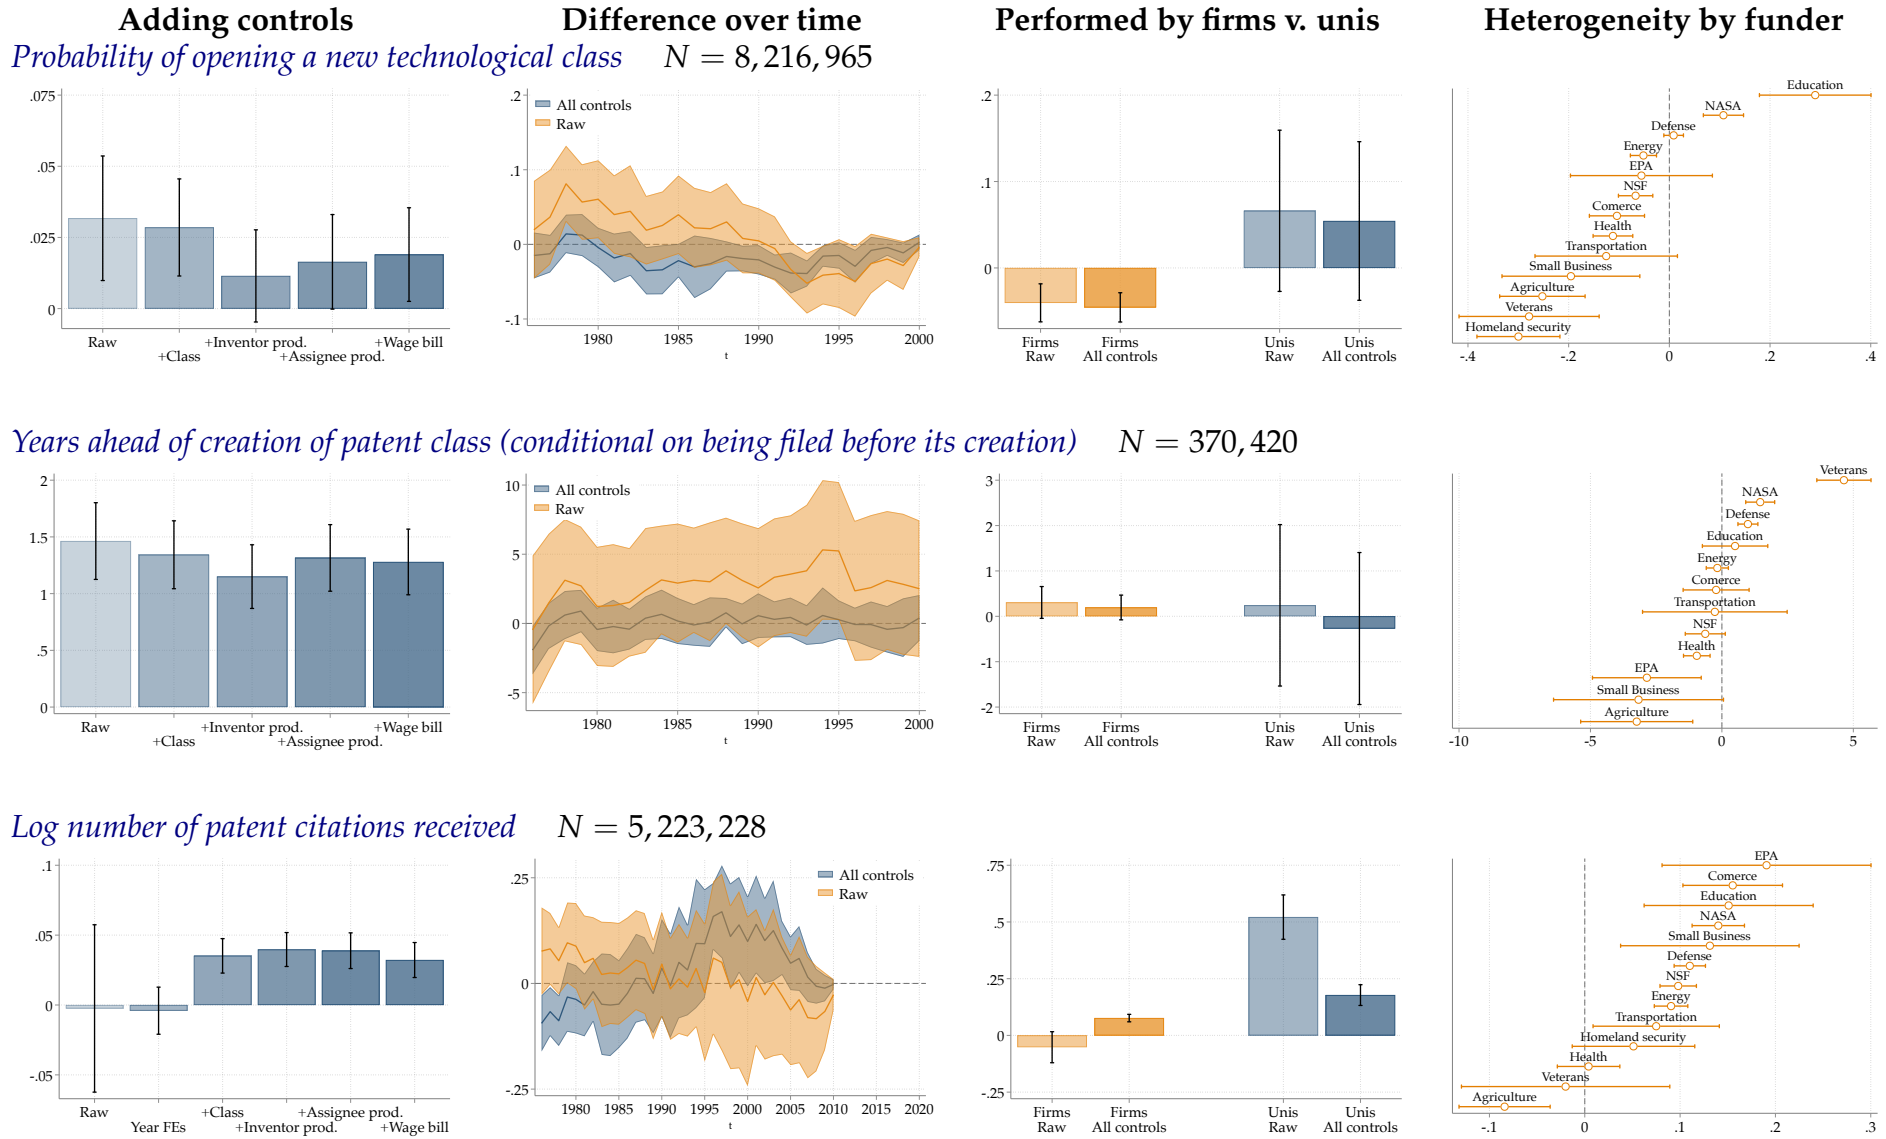 Adding controls
Difference over time
Performed by firms v. unis
Heterogeneity by funder
Probability of opening a new technological class N = 8,216,965
.075
.05
.025
0
Raw
+Class
+Inventor prod.
+Assignee prod.
+Wage bill
All controls
Raw
.2
.1
0
-.1
1980 1985 1990 1995 2000
t
.2
.1
0
Firms Raw
Firms All controls
Unis Raw
Unis All controls
Education
NASA
Defense
Energy
EPA
NSF
Comerce
Health
Transportation
Small Business
Agriculture
Veterans
Homeland security
-.4 -.2 0 .2 .4
Years ahead of creation of patent class (conditional on being filed before its creation) N = 370,420
2
1.5
1
.5
0
Raw
+Class
+Inventor prod.
+Assignee prod.
+Wage bill
All controls
Raw
10
5
0
-5
1980 1985 1990 1995 2000
t
3
2
1
0
-1
-2
Firms Raw
Firms All controls
Unis Raw
Unis All controls
Veterans
NASA
Defense
Education
Energy
Comerce
Transportation
NSF
Health
EPA
Small Business
Agriculture
-10 -5 0 5
Log number of patent citations received N = 5,223,228
.1
.05
0
-.05
Raw
Year FEs
+Class
+Inventor prod.
+Assignee prod.
+Wage bill
All controls
Raw
.25
0
-.25
1980 1985 1990 1995 2000 2005 2010 2015 2020
t
.75
.5
.25
0
-.25
Firms Raw
Firms All controls
Unis Raw
Unis All controls
EPA
Comerce
Education
NASA
Small Business
Defense
NSF
Energy
Transportation
Homeland security
Health
Veterans
Agriculture
-.1 0 .1 .2 .3